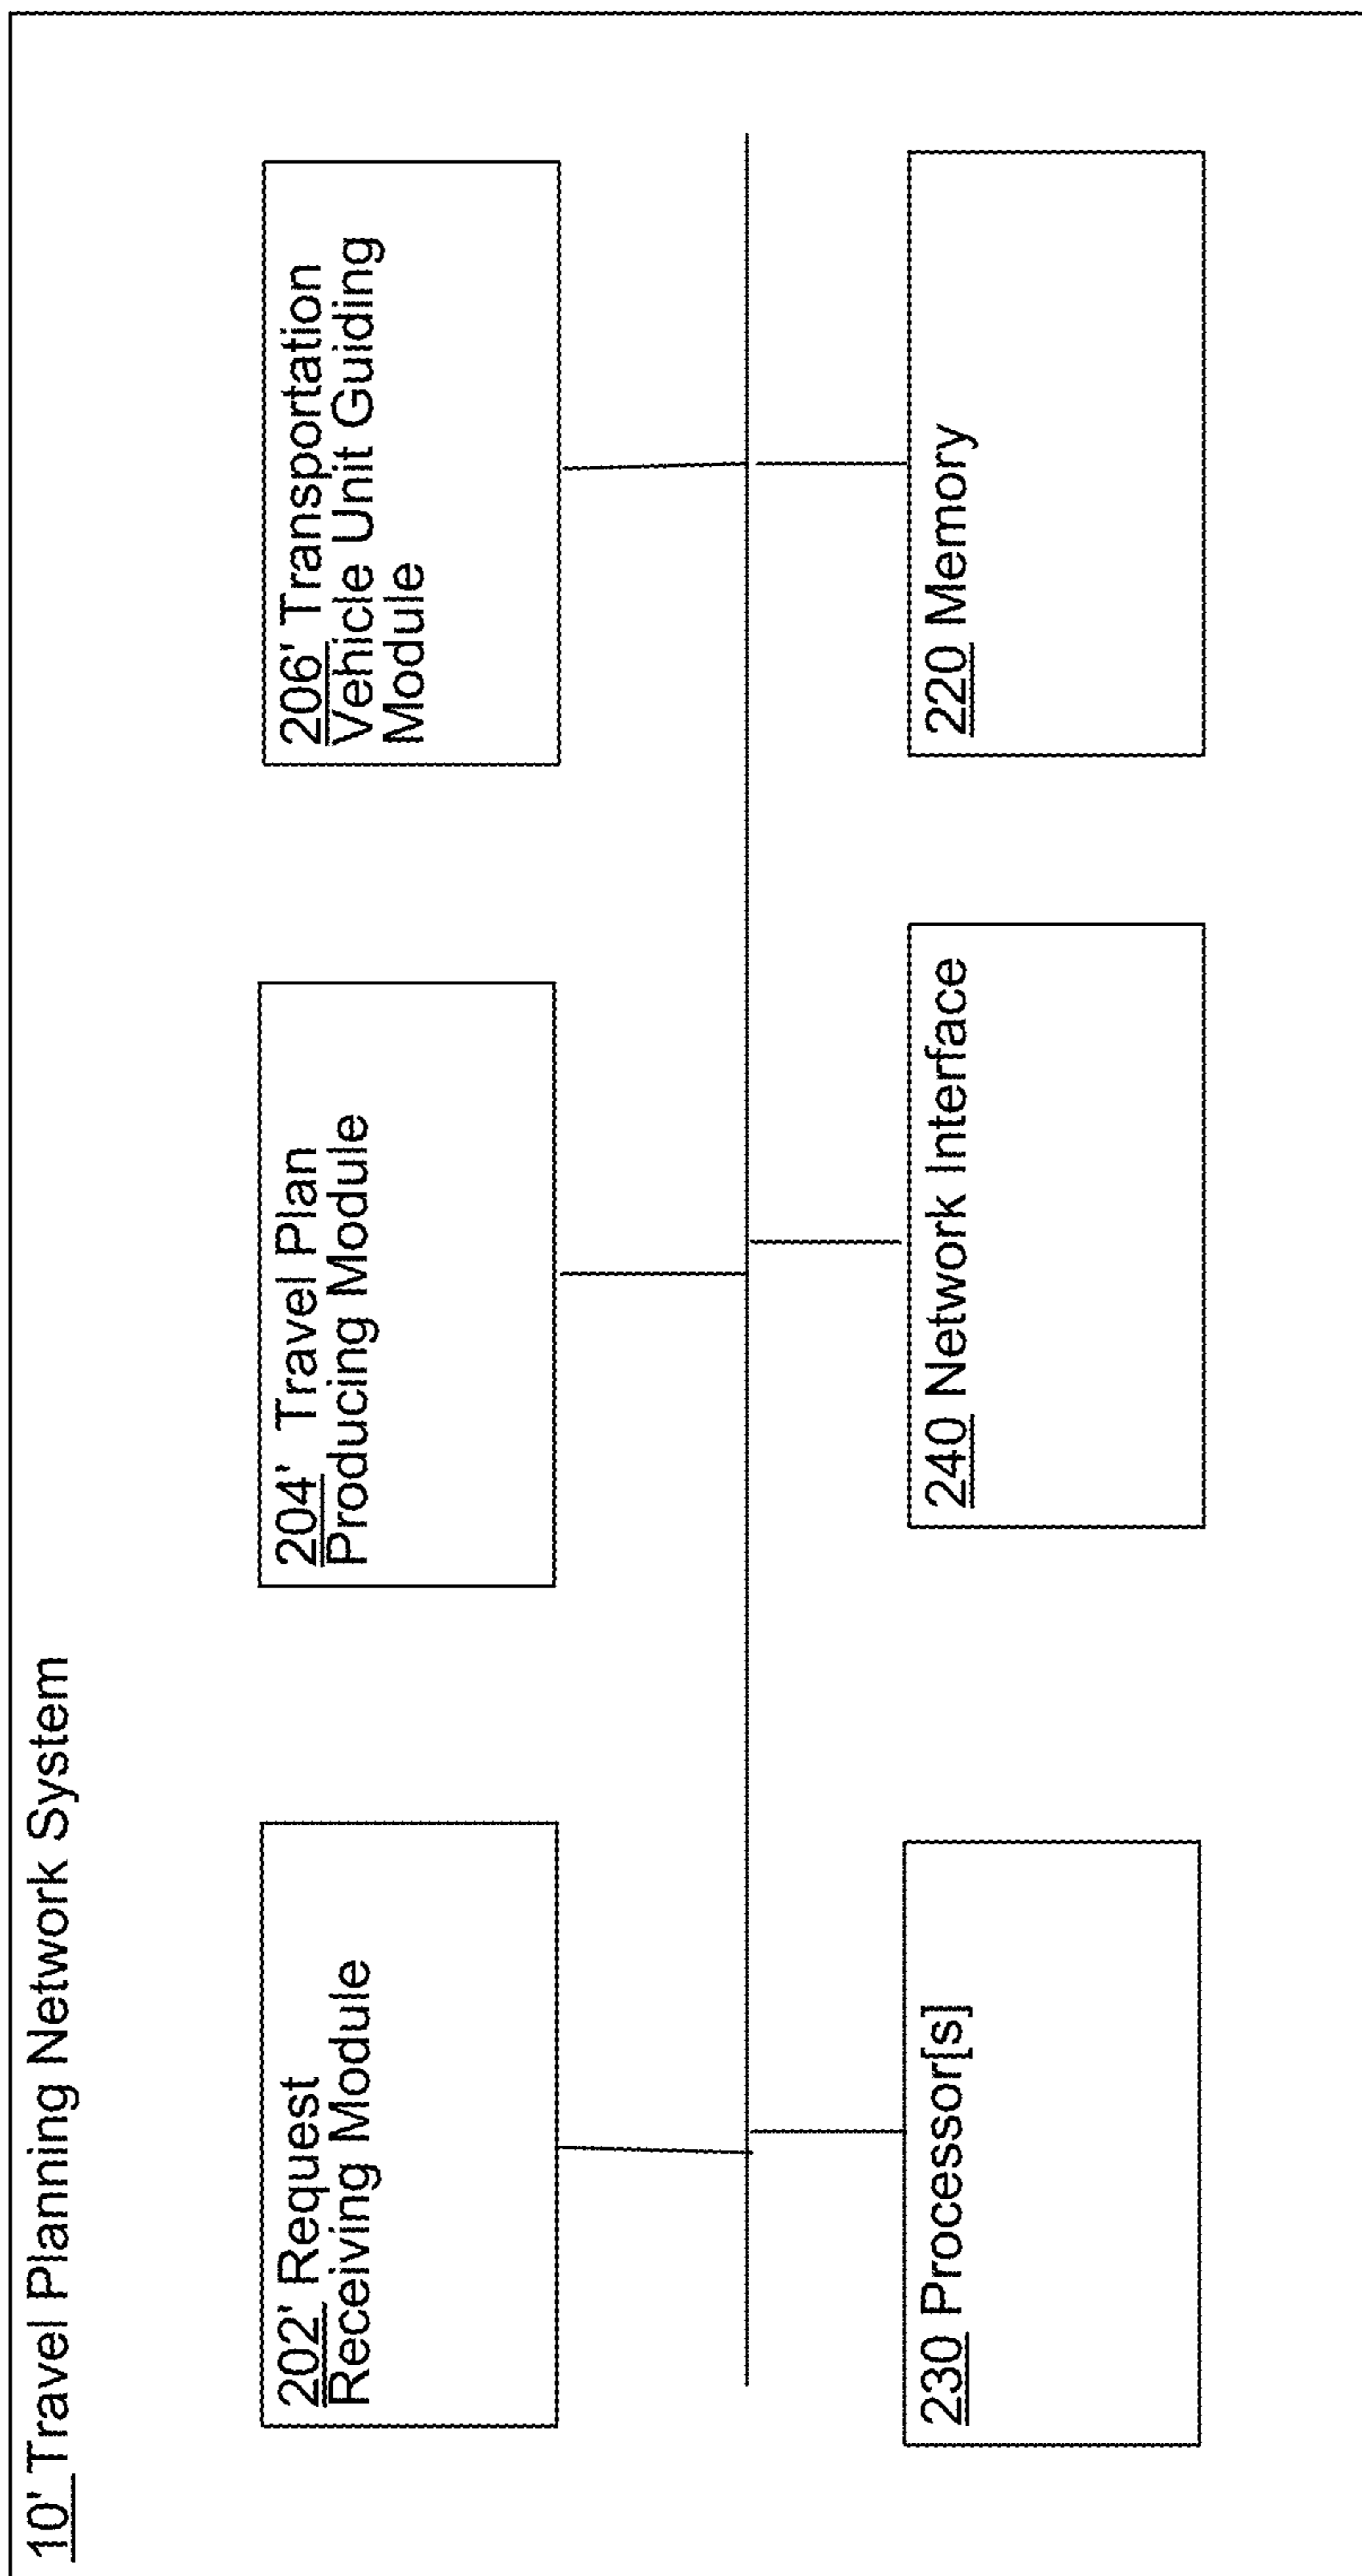 10' Travel Planning Network System
202' Request
Receiving Module
204' Travel Plan
Producing Module
206' Transportation
Vehicle Unit Guiding
Module
230 Processor[s]
240 Network Interface
220 Memory